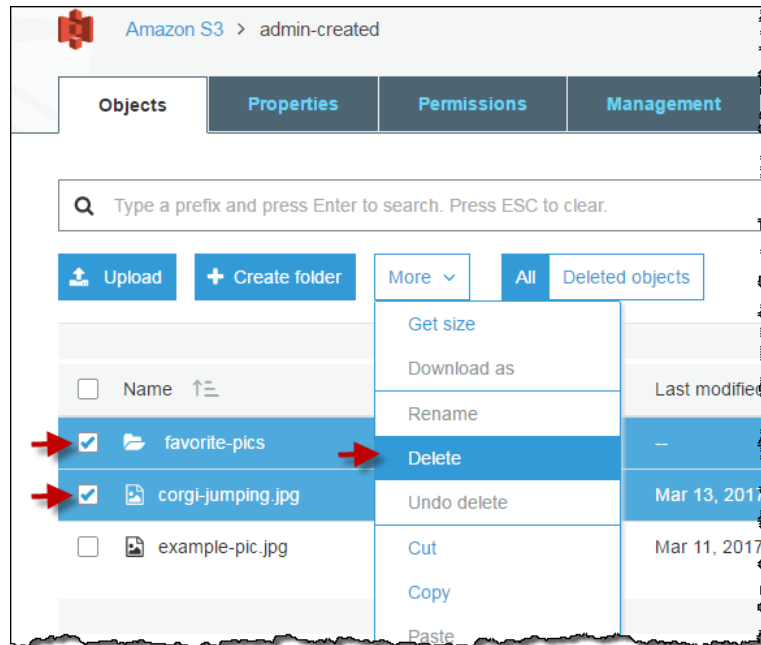 Amazon S3 > admin-created
Objects Properties Permissions Management
Type a prefix and press Enter to search. Press ESC to clear.
Upload + Create folder More All Deleted objects
Get size
Download as
Name Last modified
Rename
favorite-pics --
Delete
corgi-jumping.jpg Mar 13, 2017
Undo delete
example-pic.jpg Mar 11, 2017
Cut
Copy
Paste